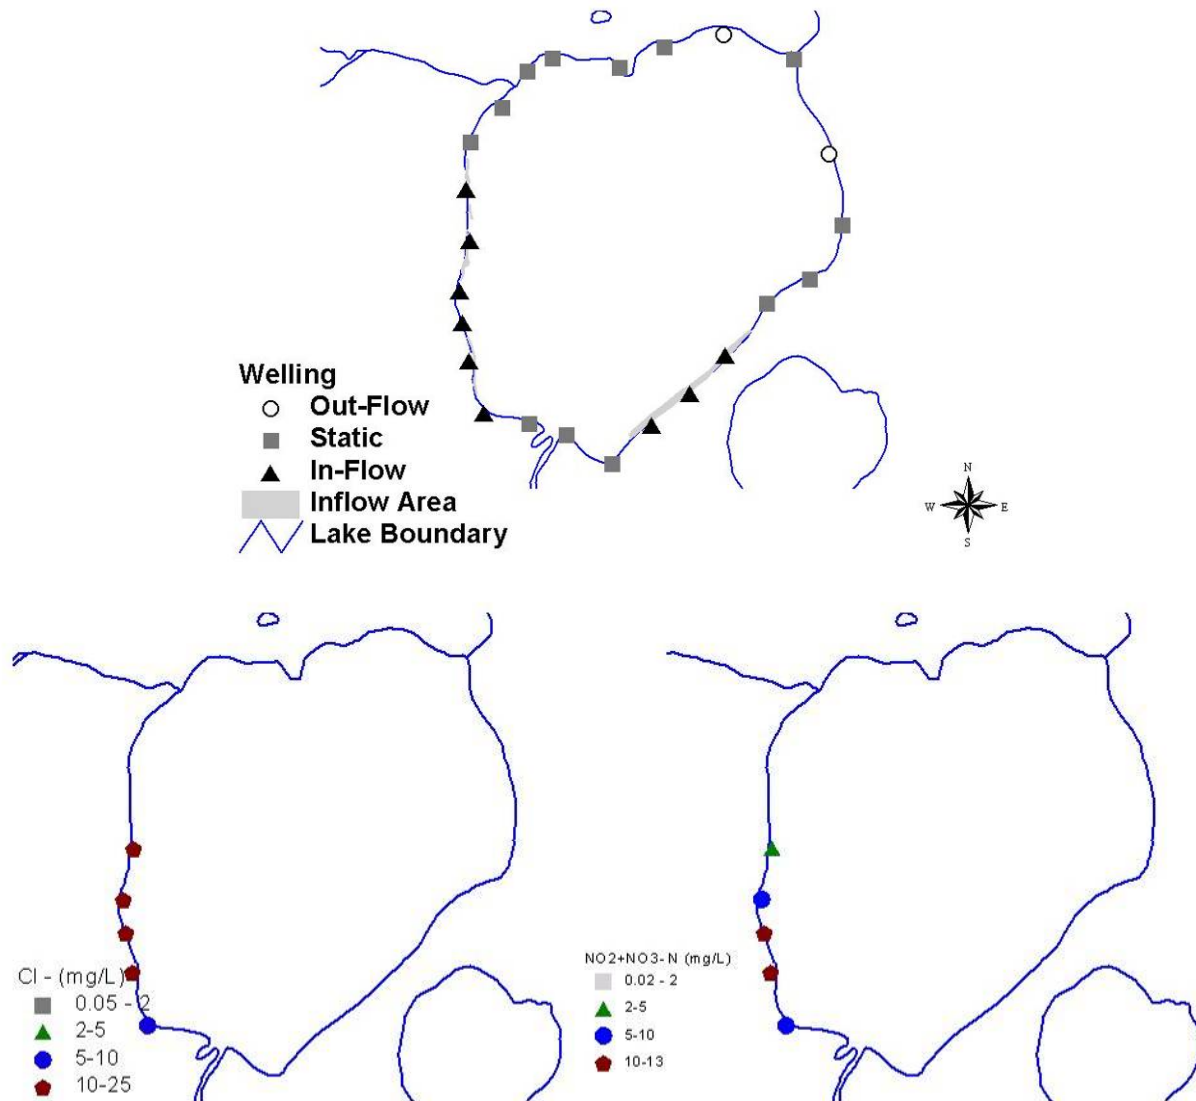 Welling
Out-Flow
Static
In-Flow
Inflow Area
Lake Boundary
N
W E
S
Cl - (mg/L)
0.05 - 2
2-5
5-10
10-25
NO2+NO3-N (mg/L)
0.02 - 2
2-5
5-10
10-13